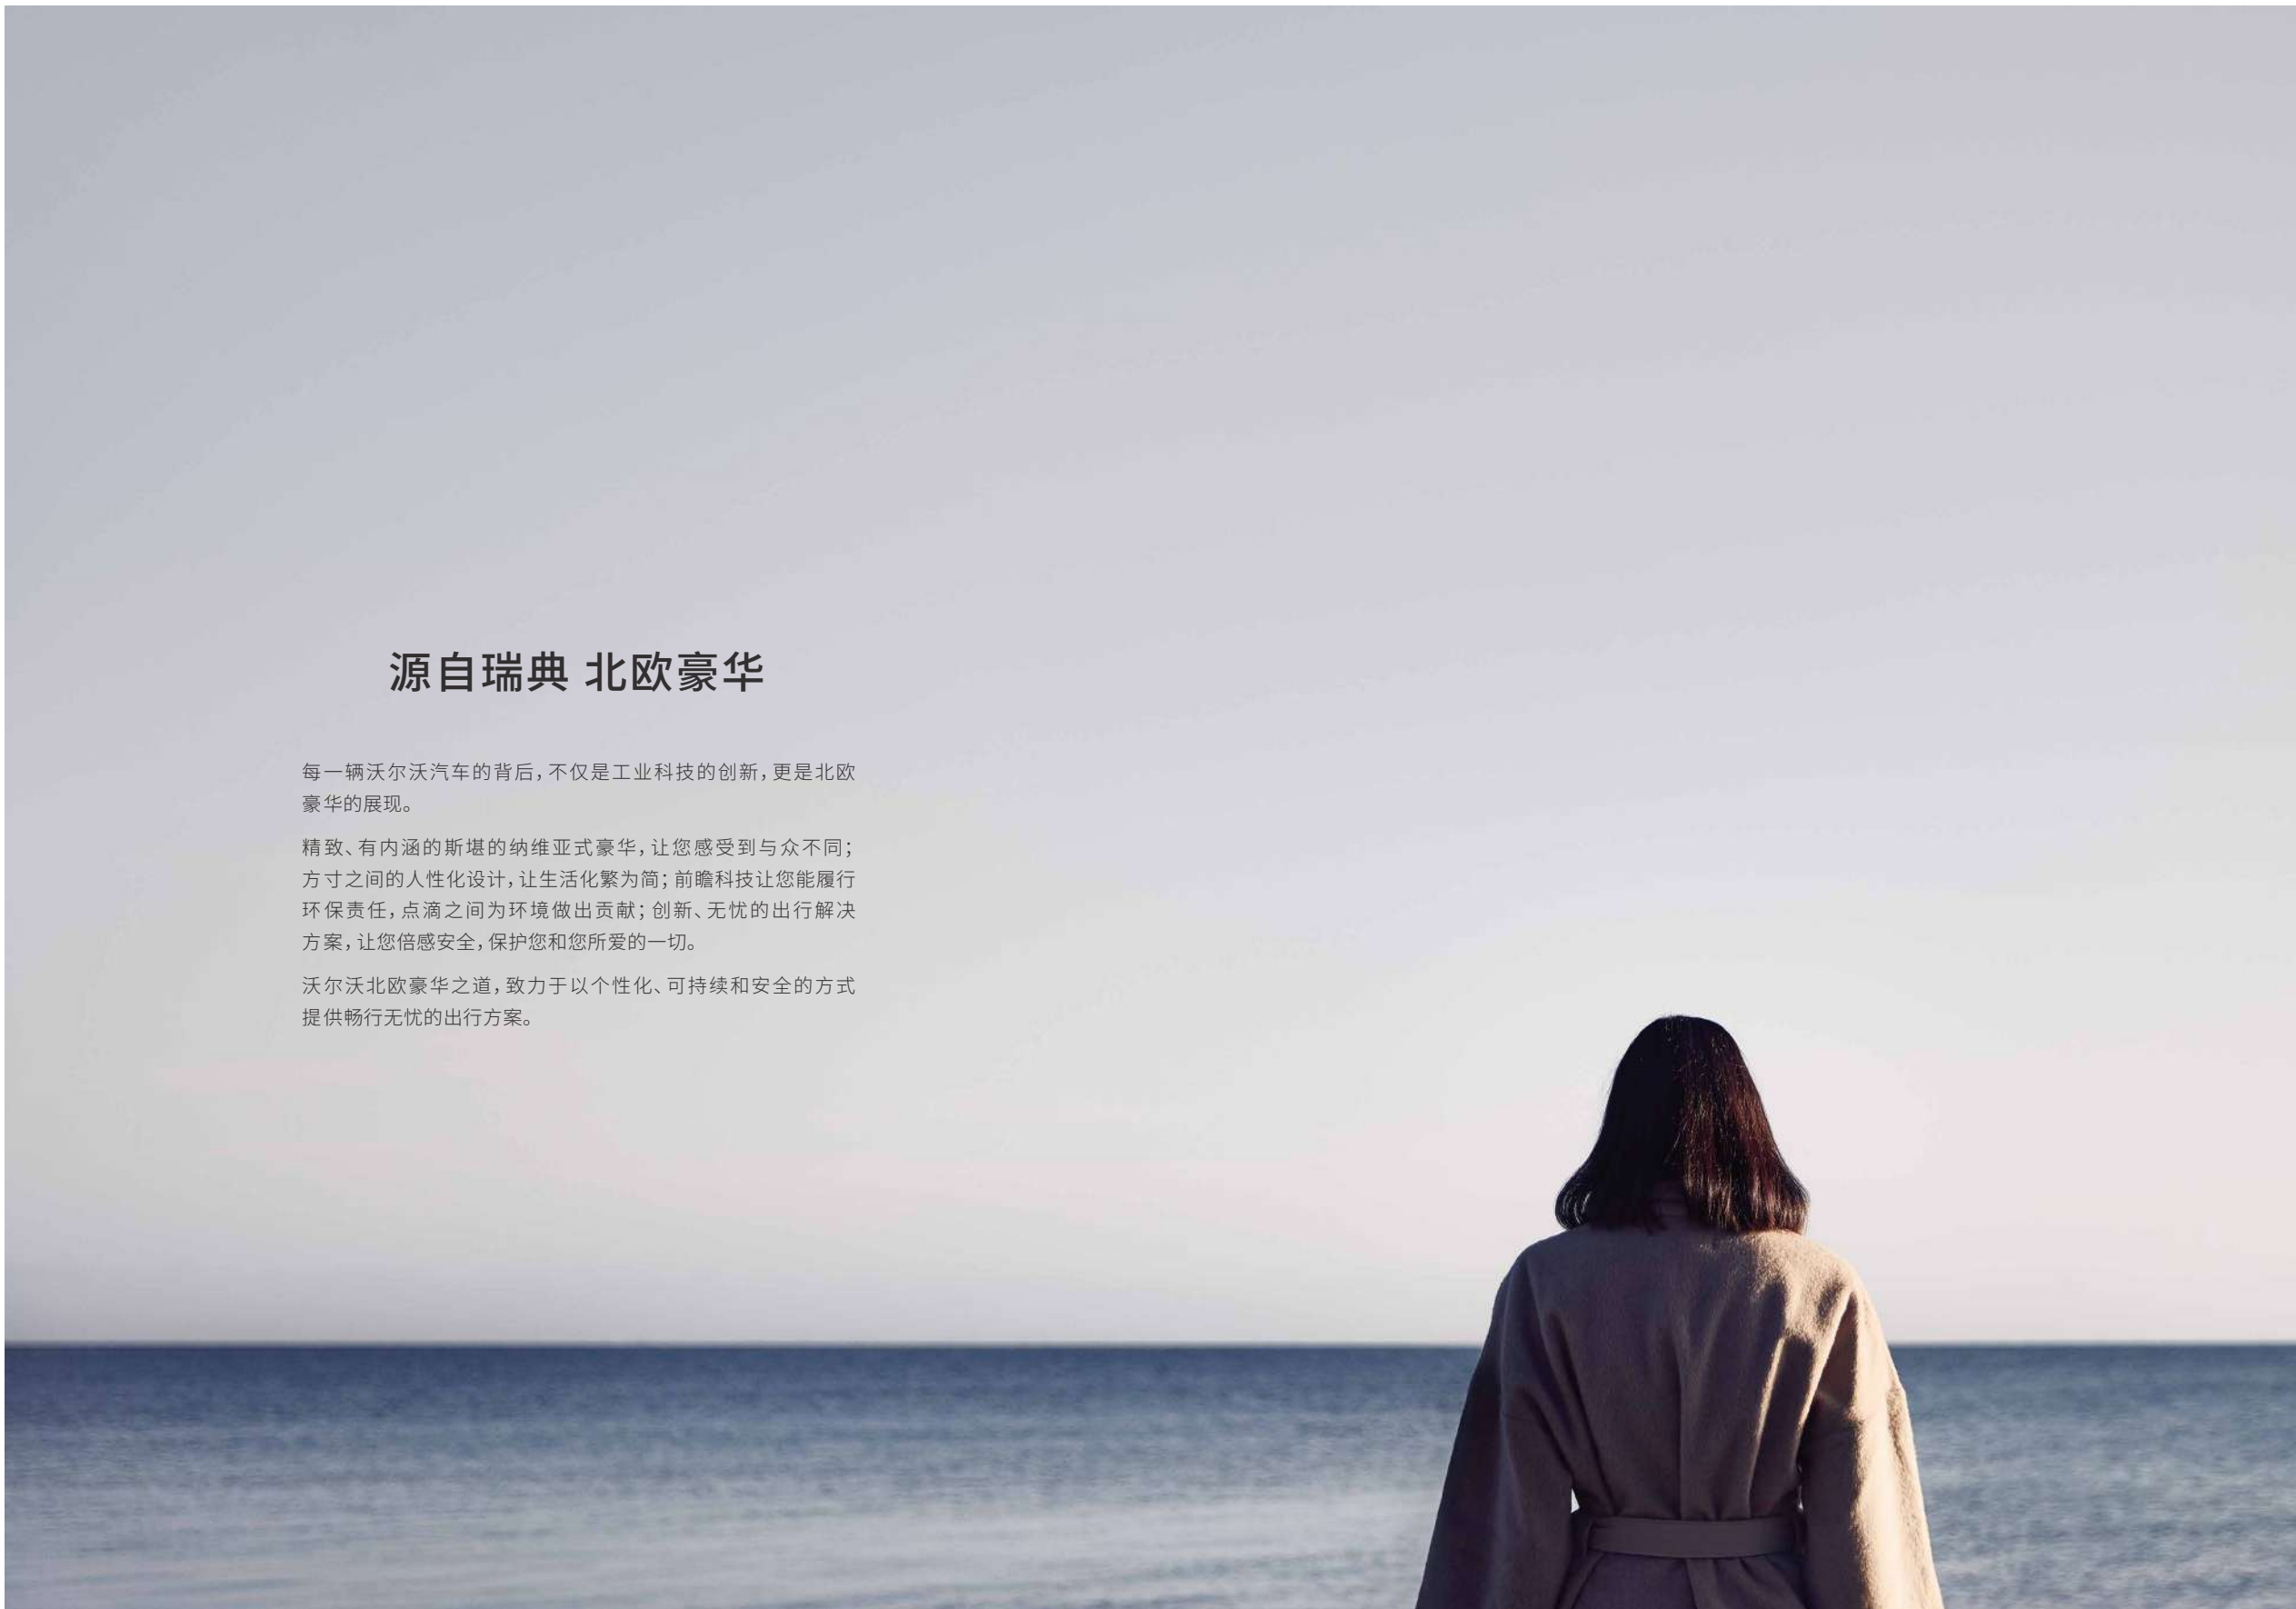 源自瑞典 北欧豪华
每一辆沃尔沃汽车的背后，不仅是工业科技的创新，更是北欧
豪华的展现。
精致、有内涵的斯堪的纳维亚式豪华，让您感受到与众不同；
方寸之间的人性化设计，让生活化繁为简；前瞻科技让您能履行
环保责任，点滴之间为环境做出贡献；创新、无忧的出行解决
方案，让您倍感安全，保护您和您所爱的一切。
沃尔沃北欧豪华之道，致力于以个性化、可持续和安全的方式
提供畅行无忧的出行方案。